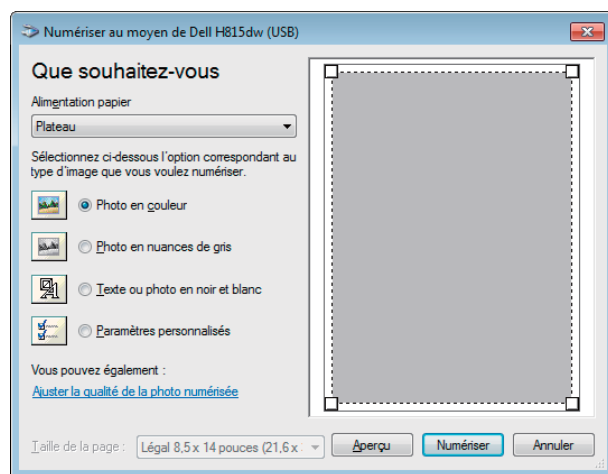 Numériser au moyen de Dell H815dw (USB)
Que souhaitez-vous
Alimentation papier
Plateau
Sélectionnez ci-dessous l'option correspondant au
type d'image que vous voulez numériser.
Photo en couleur
Photo en nuances de gris
Texte ou photo en noir et blanc
Paramètres personnalisés
Vous pouvez également :
Ajuster la qualité de la photo numérisée
Taille de la page : Légal 8,5 x 14 pouces (21,6 x Aperçu Numériser Annuler